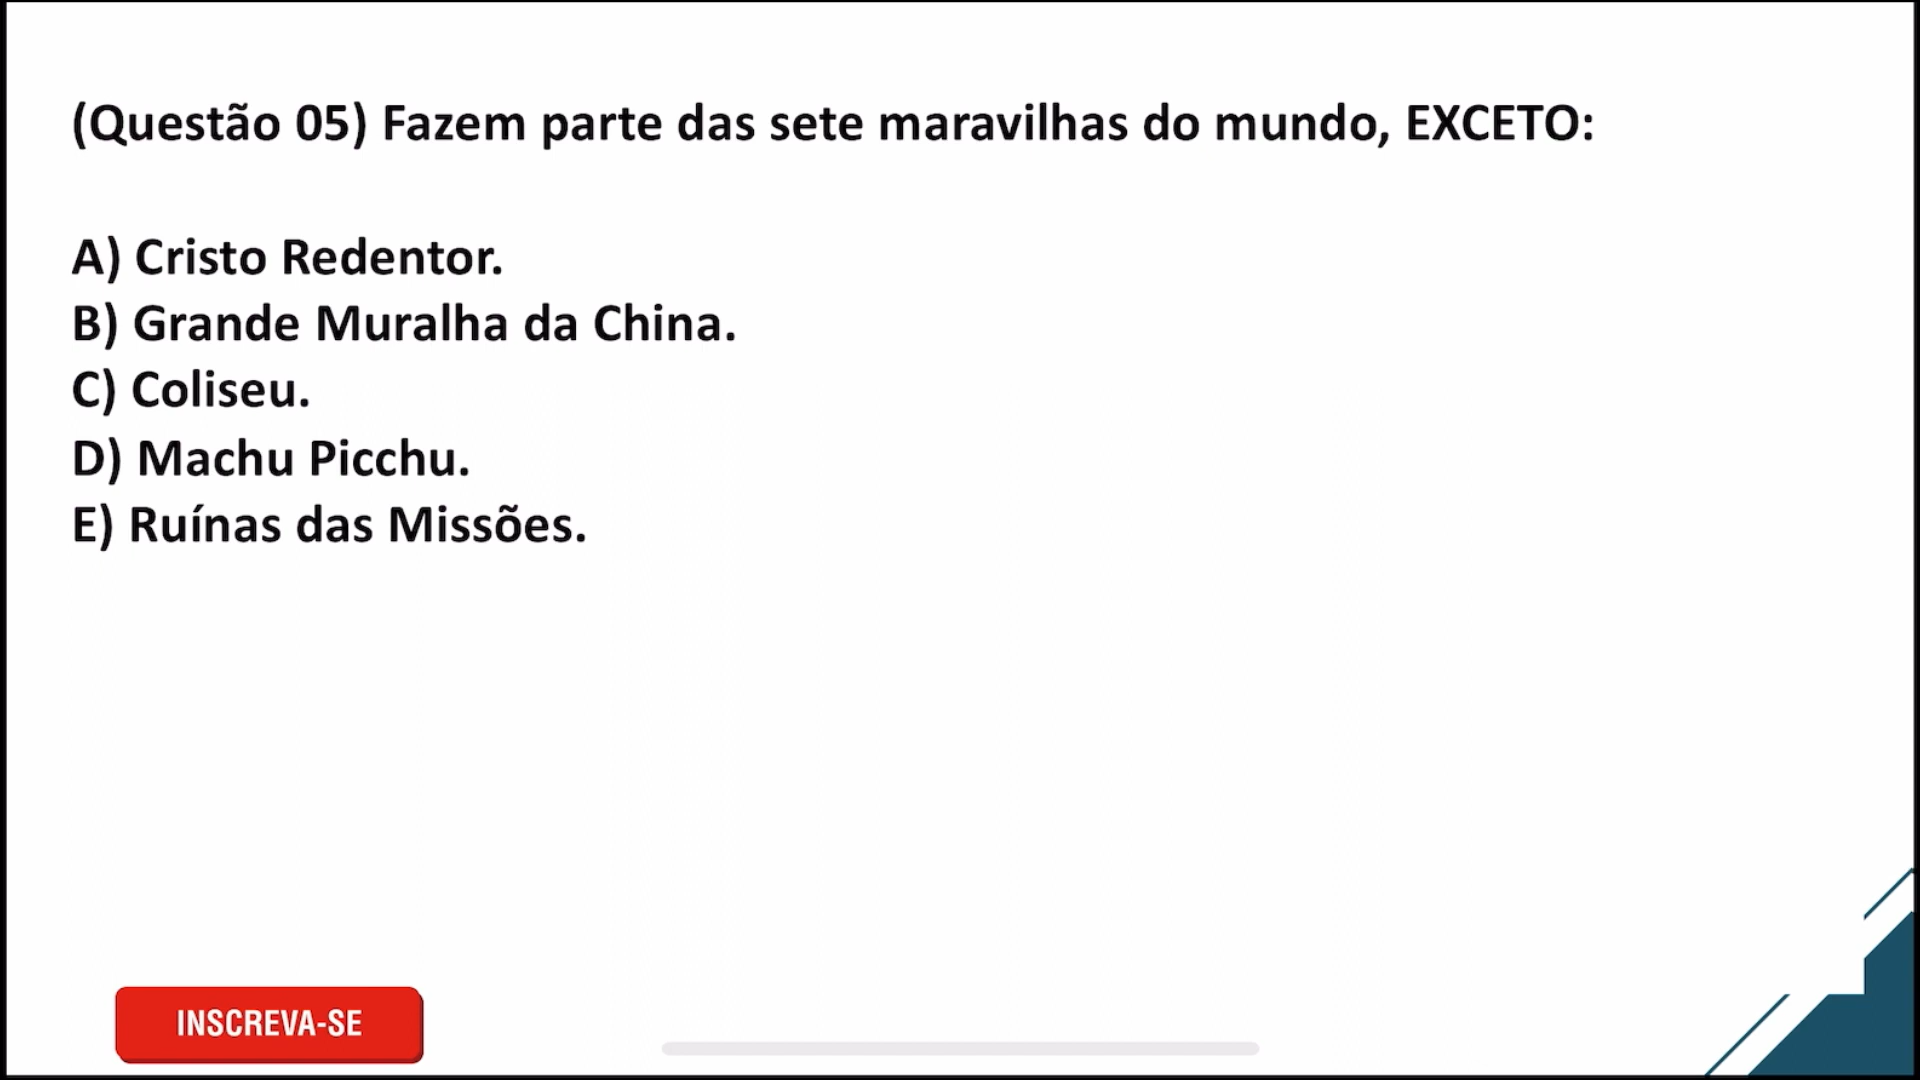 (Questão 05) Fazem parte das sete maravilhas do mundo, EXCETO:
A) Cristo Redentor.
B) Grande Muralha da China.
C) Coliseu.
D) Machu Picchu.
E) Ruínas das Missões.
INSCREVA-SE